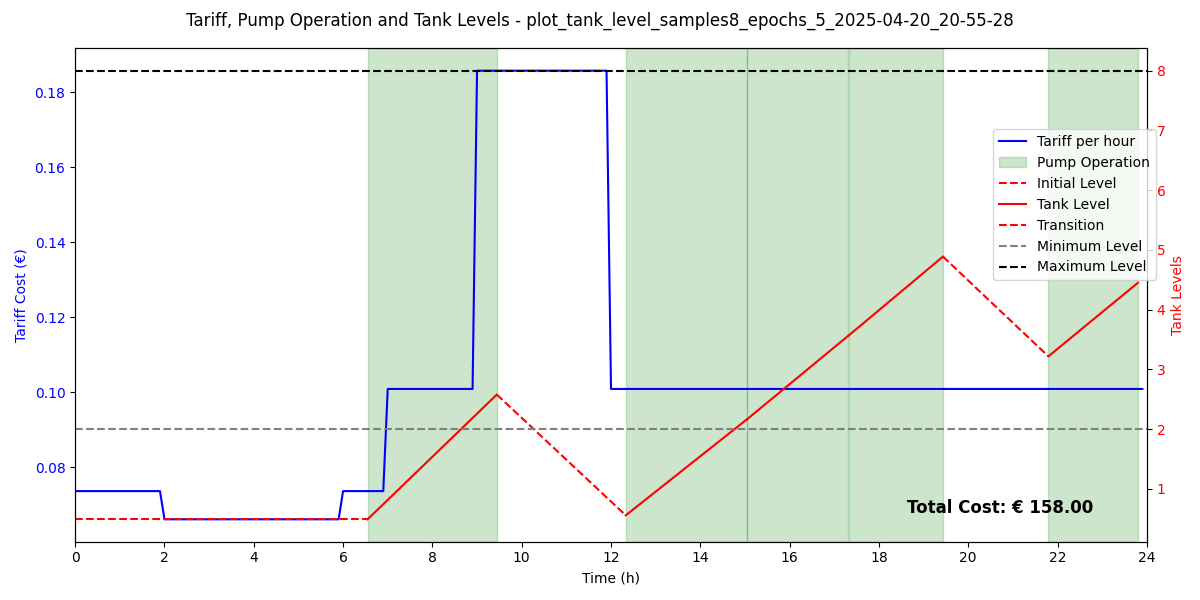 Tariff, Pump Operation and Tank Levels - plot_tank_level_samples8_epochs_5_2025-04-20_20-55-28
Tariff Cost (€)
0.18
0.16
0.14
0.12
0.10
0.08
8
7
6
5
4
3
2
1
Tank Levels
Tariff per hour
Pump Operation
Initial Level
Tank Level
Transition
Minimum Level
Maximum Level
Total Cost: € 158.00
0 2 4 6 8 10 12 14 16 18 20 22 24
Time (h)